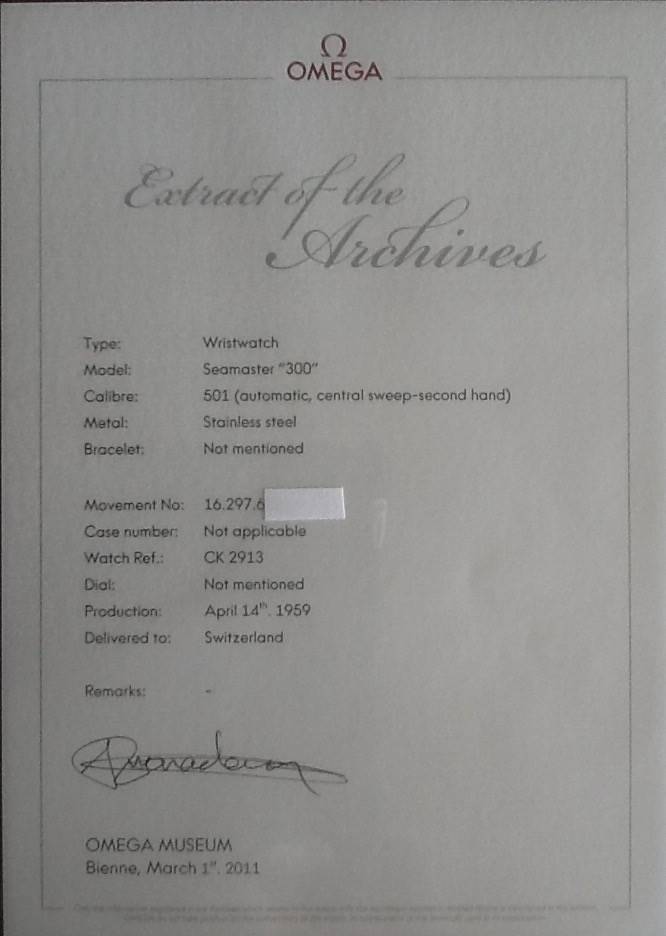 Ω
OMEGA
Extract of the
Archives
Type: Wristwatch
Model: Seamaster "300"
Calibre: 501 (automatic, central sweep-second hand)
Metal: Stainless steel
Bracelet: Not mentioned
Movement No: 16.297.6
Case number: Not applicable
Watch Ref.: CK 2913
Dial: Not mentioned
Production: April 14th. 1959
Delivered to: Switzerland
Remarks: -
OMEGA MUSEUM
Bienne, March 1st. 2011